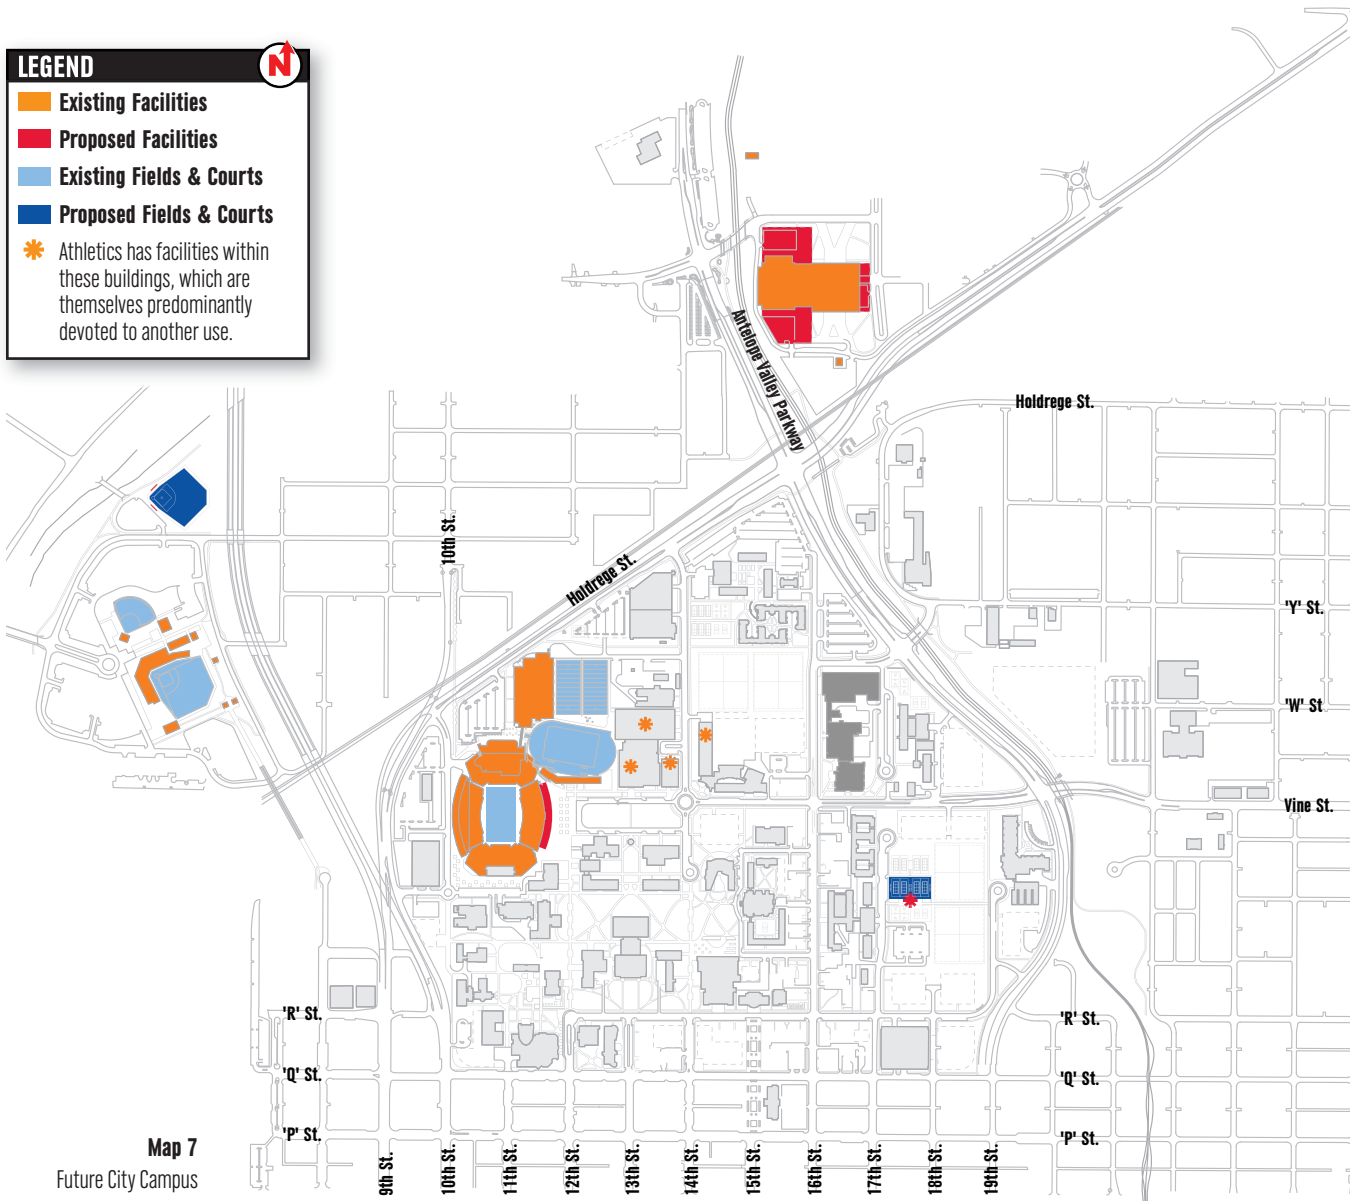 LEGEND
N
Existing Facilities
Proposed Facilities
Existing Fields & Courts
Proposed Fields & Courts
Athletics has facilities within
these buildings, which are
themselves predominantly
devoted to another use.
Antelope Valley Parkway
Holdrege St.
10th St.
Holdrege St.
'Y' St.
'W' St
Vine St.
'R' St.
'R' St.
'Q' St.
'Q' St.
'P' St.
'P' St.
Map 7
Future City Campus
9th St.
10th St.
11th St.
12th St.
13th St.
14th St.
15th St.
16th St.
17th St.
18th St.
19th St.